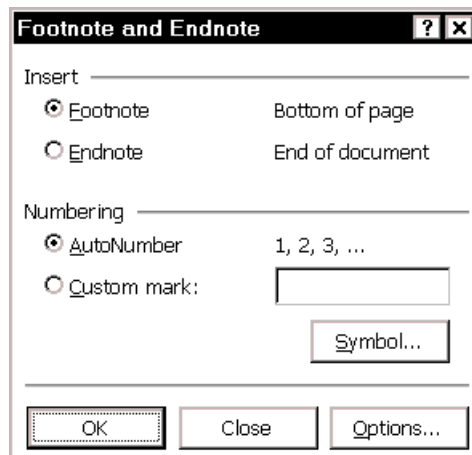 Footnote and Endnote ? X
Insert
Footnote Bottom of page
Endnote End of document
Numbering
AutoNumber 1, 2, 3, ...
Custom mark:
Symbol...
OK Close Options...